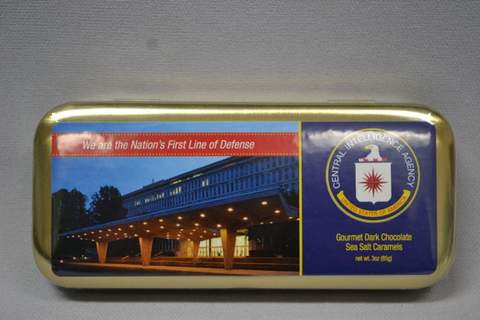 We are the Nation's First Line of Defense
CENTRAL INTELLIGENCE AGENCY
UNITED STATES OF AMERICA
Gourmet Dark Chocolate
Sea Salt Caramels
net wt. 3oz (85g)